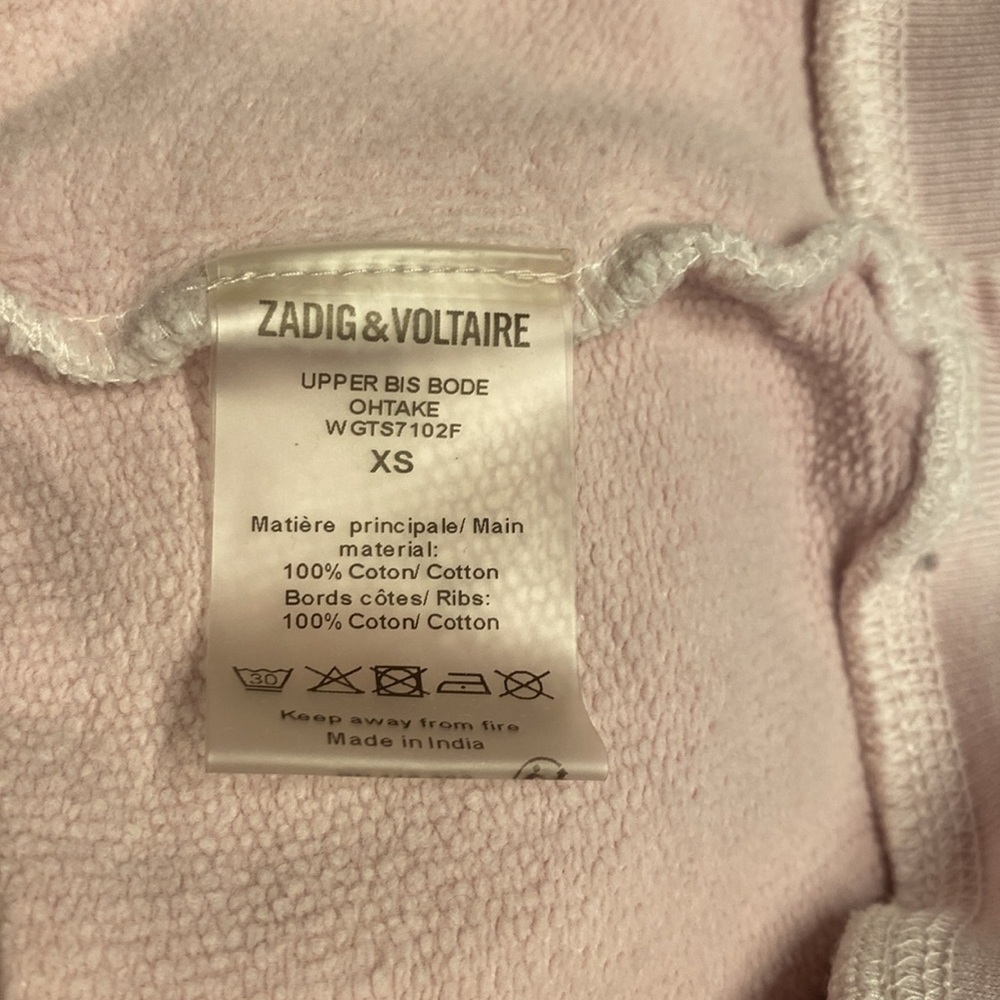 ZADIG&VOLTAIRE
UPPER BIS BODE
OHTAKE
WGTS7102F
XS
Matière principale/ Main
material:
100% Coton/ Cotton
Bords côtes/ Ribs:
100% Coton/ Cotton
30
Keep away from fire
Made in India